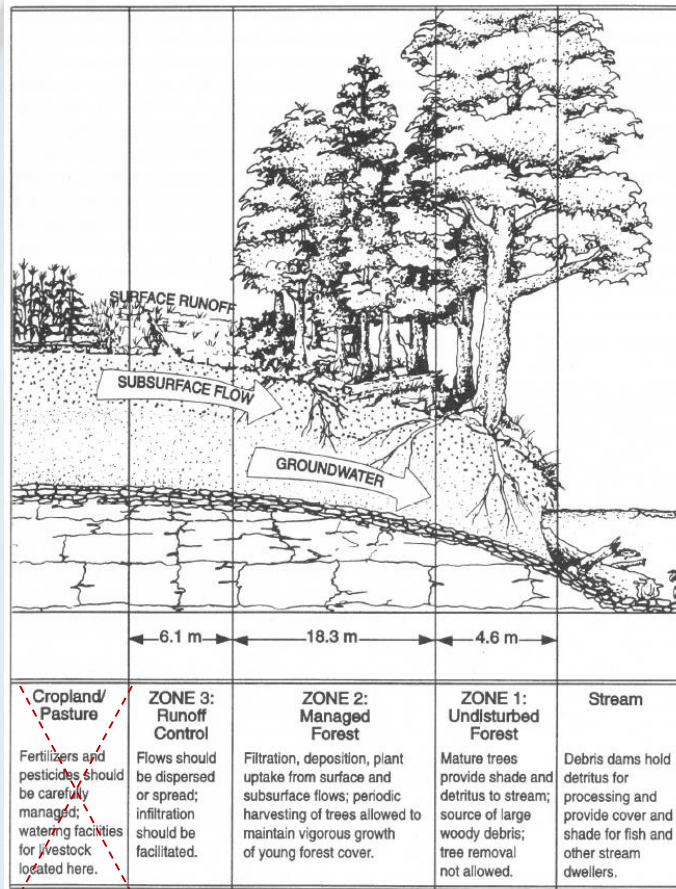 SURFACE RUNOFF
SUBSURFACE FLOW
GROUNDWATER
6.1 m
18.3 m
4.6 m
Cropland/
Pasture
Fertilizers and
pesticides should
be carefully
managed;
watering facilities
for livestock
located here.
ZONE 3:
Runoff
Control
Flows should
be dispersed
or spread;
infiltration
should be
facilitated.
ZONE 2:
Managed
Forest
Filtration, deposition, plant
uptake from surface and
subsurface flows; periodic
harvesting of trees allowed to
maintain vigorous growth
of young forest cover.
ZONE 1:
Undisturbed
Forest
Mature trees
provide shade and
detritus to stream;
source of large
woody debris;
tree removal
not allowed.
Stream
Debris dams hold
detritus for
processing and
provide cover and
shade for fish and
other stream
dwellers.